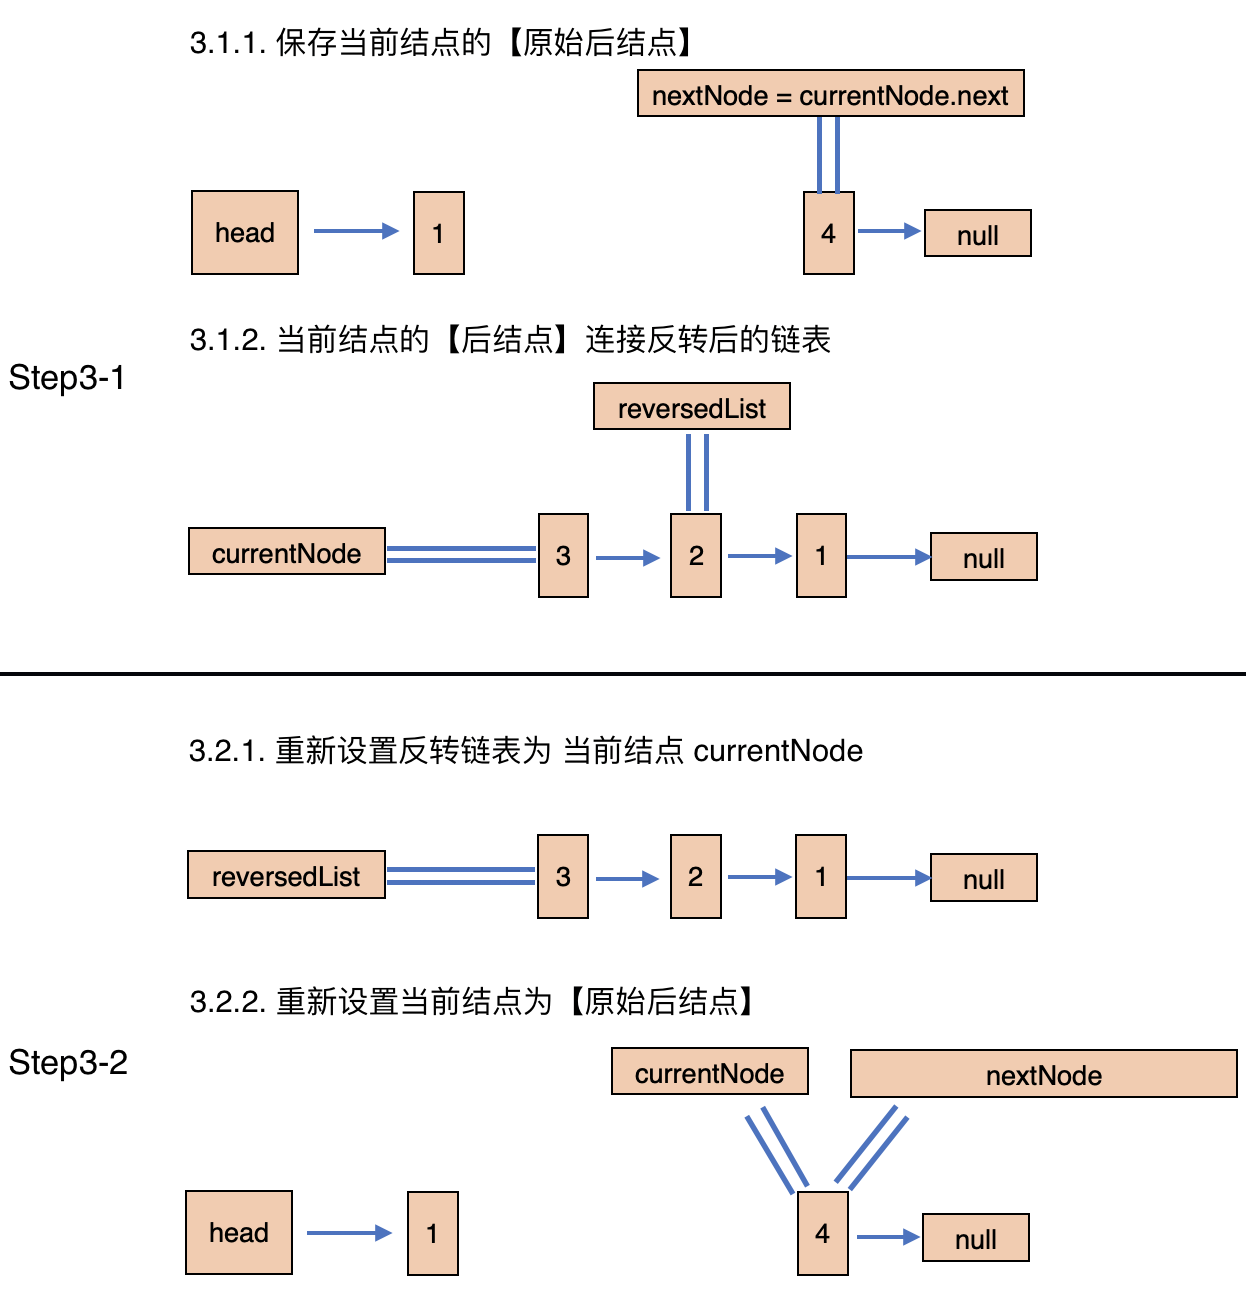 3.1.1. 保存当前结点的【原始后结点】
nextNode = currentNode.next
head
1
4
null
3.1.2. 当前结点的【后结点】连接反转后的链表
Step3-1
reversedList
currentNode
3
2
1
null
3.2.1. 重新设置反转链表为 当前结点 currentNode
reversedList
3
2
1
null
3.2.2. 重新设置当前结点为【原始后结点】
Step3-2
currentNode
nextNode
head
1
4
null